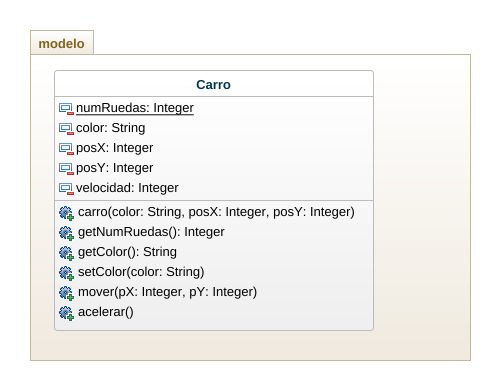 modelo
Carro
numRuedas: Integer
color: String
posX: Integer
posY: Integer
velocidad: Integer
carro(color: String, posX: Integer, posY: Integer)
getNumRuedas(): Integer
getColor(): String
setColor(color: String)
mover(pX: Integer, pY: Integer)
acelerar()